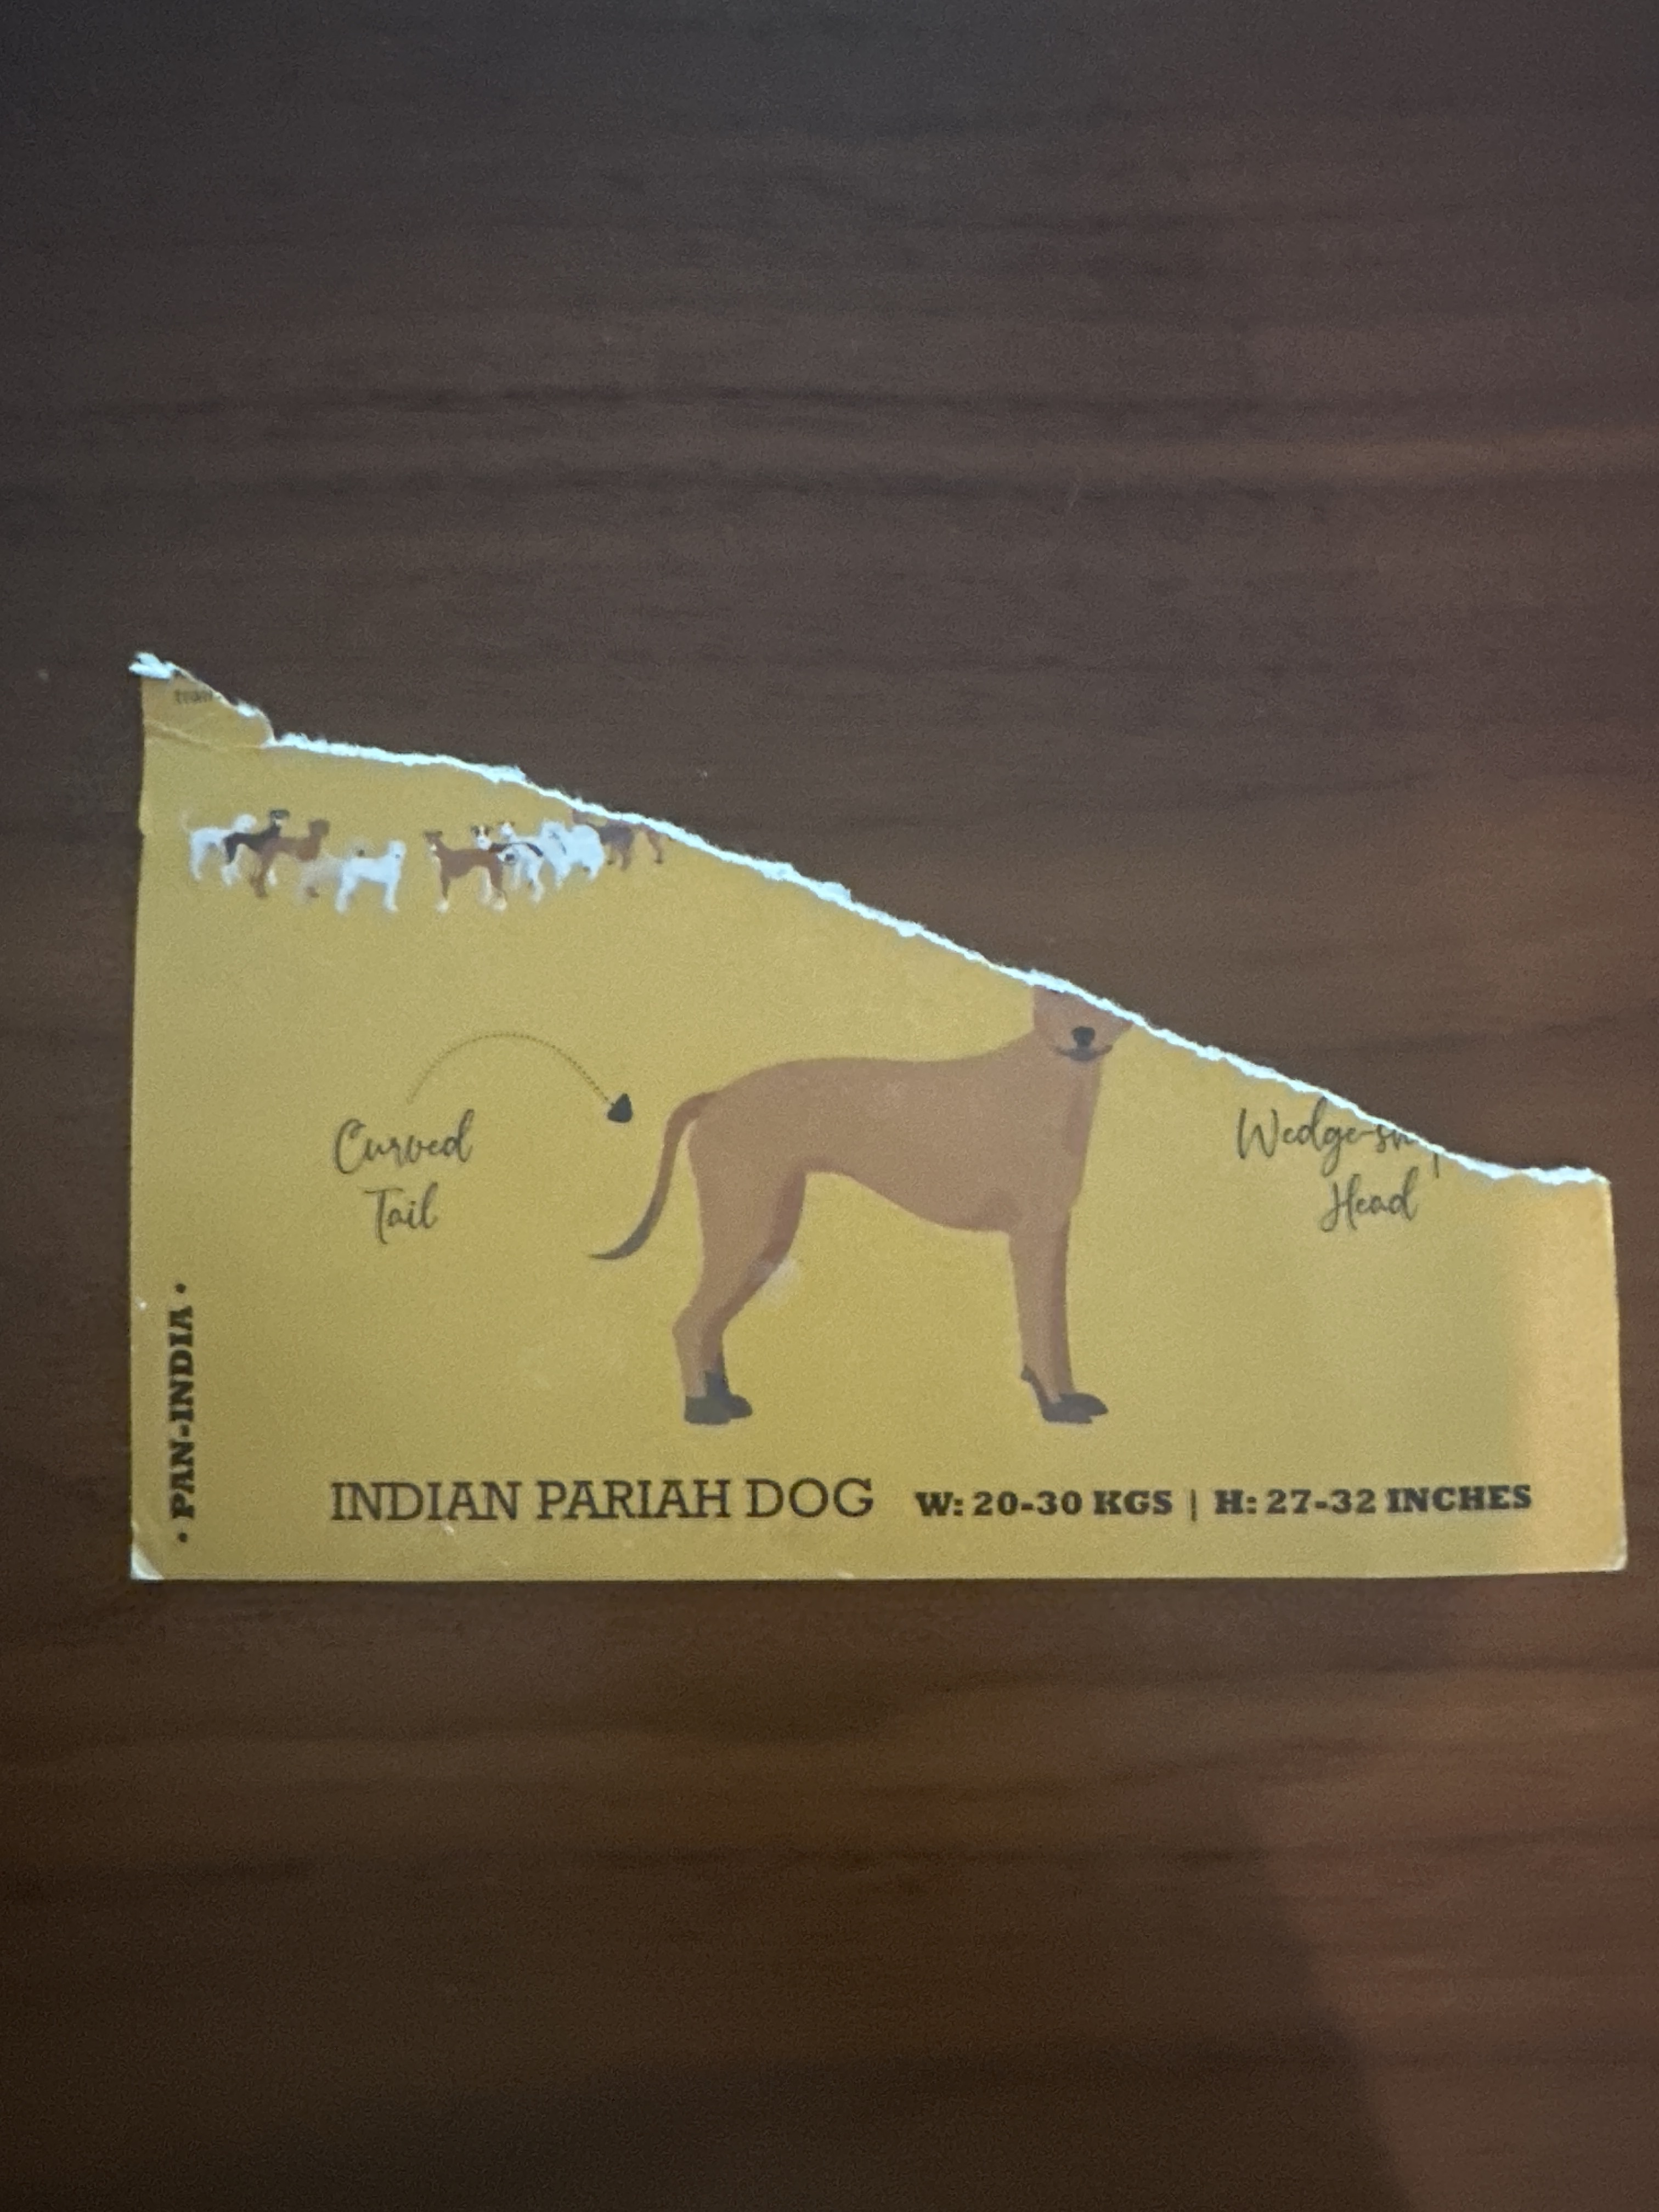 Curved
Tail
Head
• PAN-INDIA •
INDIAN PARIAH DOG W: 20-30 KGS | H: 27-32 INCHES